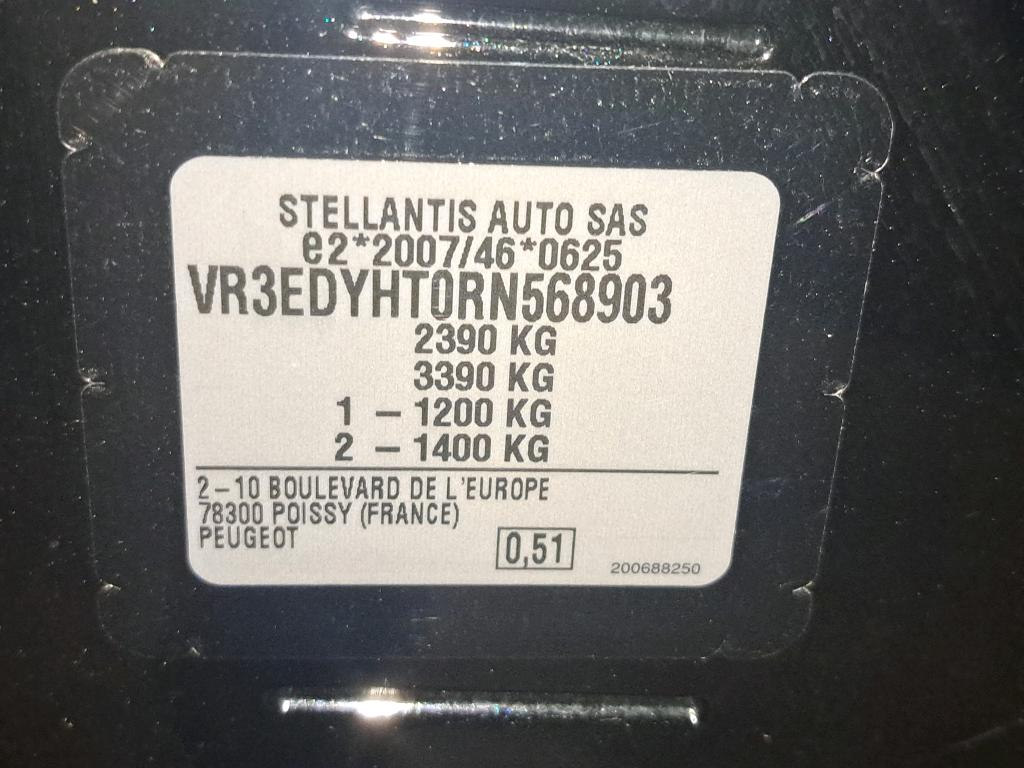 STELLANTIS AUTO SAS
e2*2007/46*0625
VR3EDYHT0RN568903
2390 KG
3390 KG
1 – 1200 KG
2 – 1400 KG
2–10 BOULEVARD DE L'EUROPE
78300 POISSY (FRANCE)
PEUGEOT
0,51
200688250